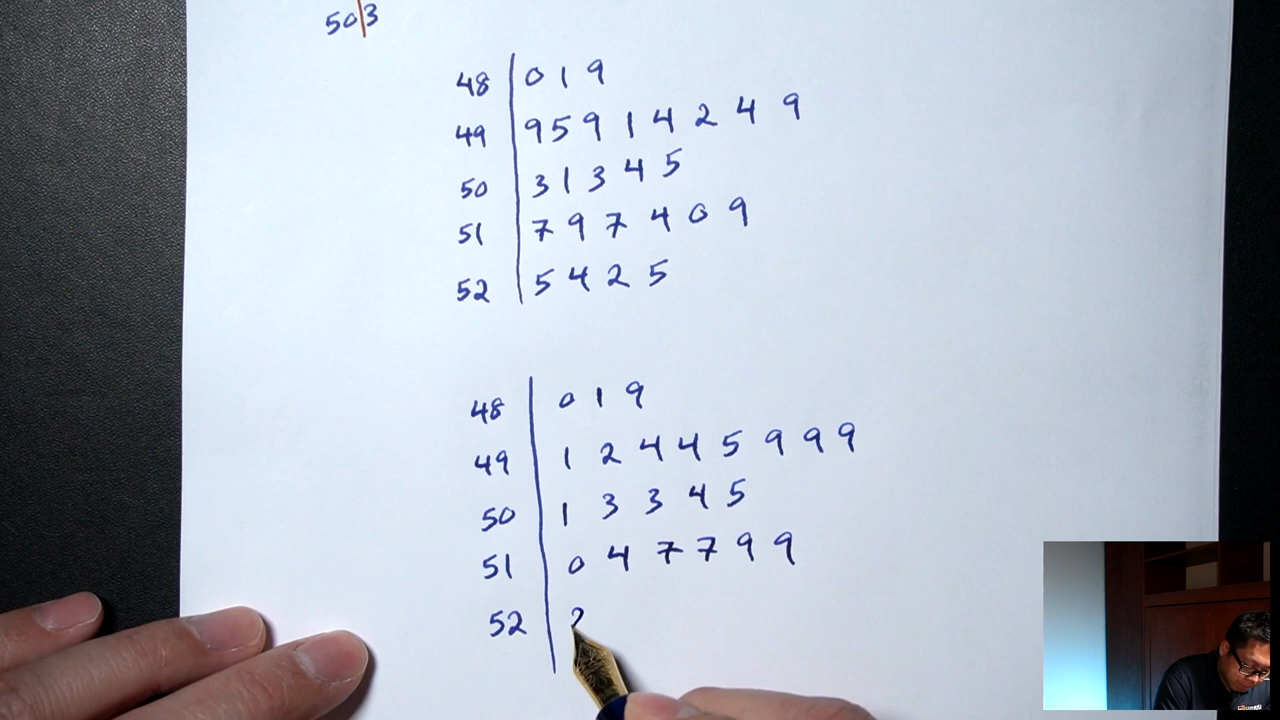 50|3
48 | 0 1 9
49 | 9 5 9 1 4 2 4 9
50 | 3 1 3 4 5
51 | 7 9 7 4 0 9
52 | 5 4 2 5
48 | 0 1 9
49 | 1 2 4 4 5 9 9 9
50 | 1 3 3 4 5
51 | 0 4 7 7 9 9
52 | 2